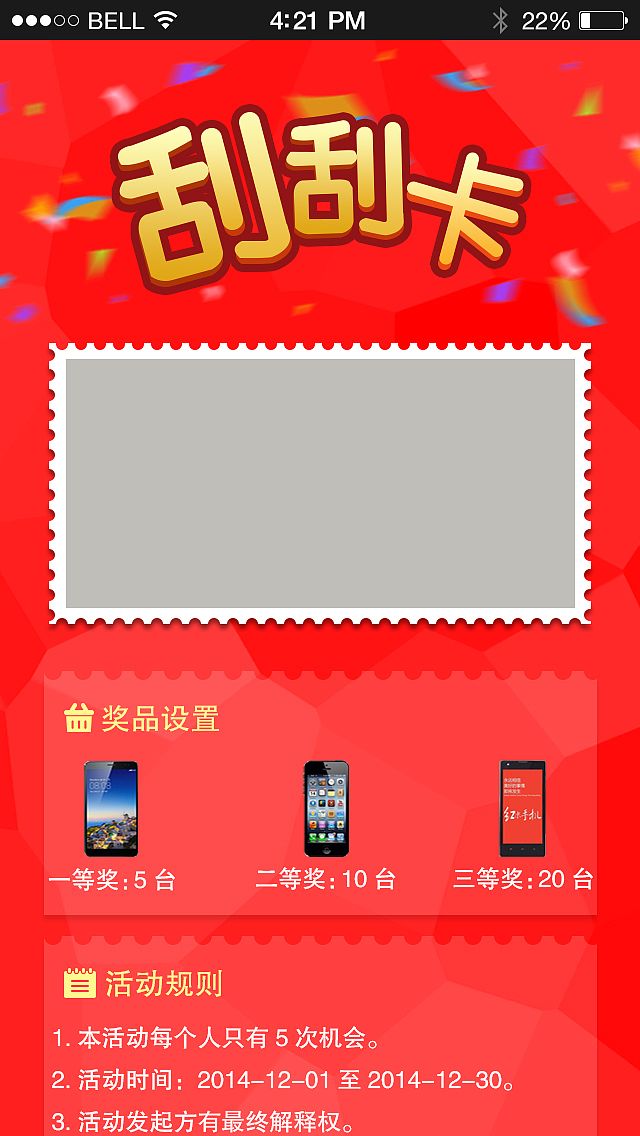 BELL 4:21 PM 22%
刮刮卡
奖品设置
一等奖：5 台
二等奖：10 台
三等奖：20 台
活动规则
1. 本活动每个人只有 5 次机会。
2. 活动时间：2014-12-01 至 2014-12-30。
3. 活动发起方有最终解释权。